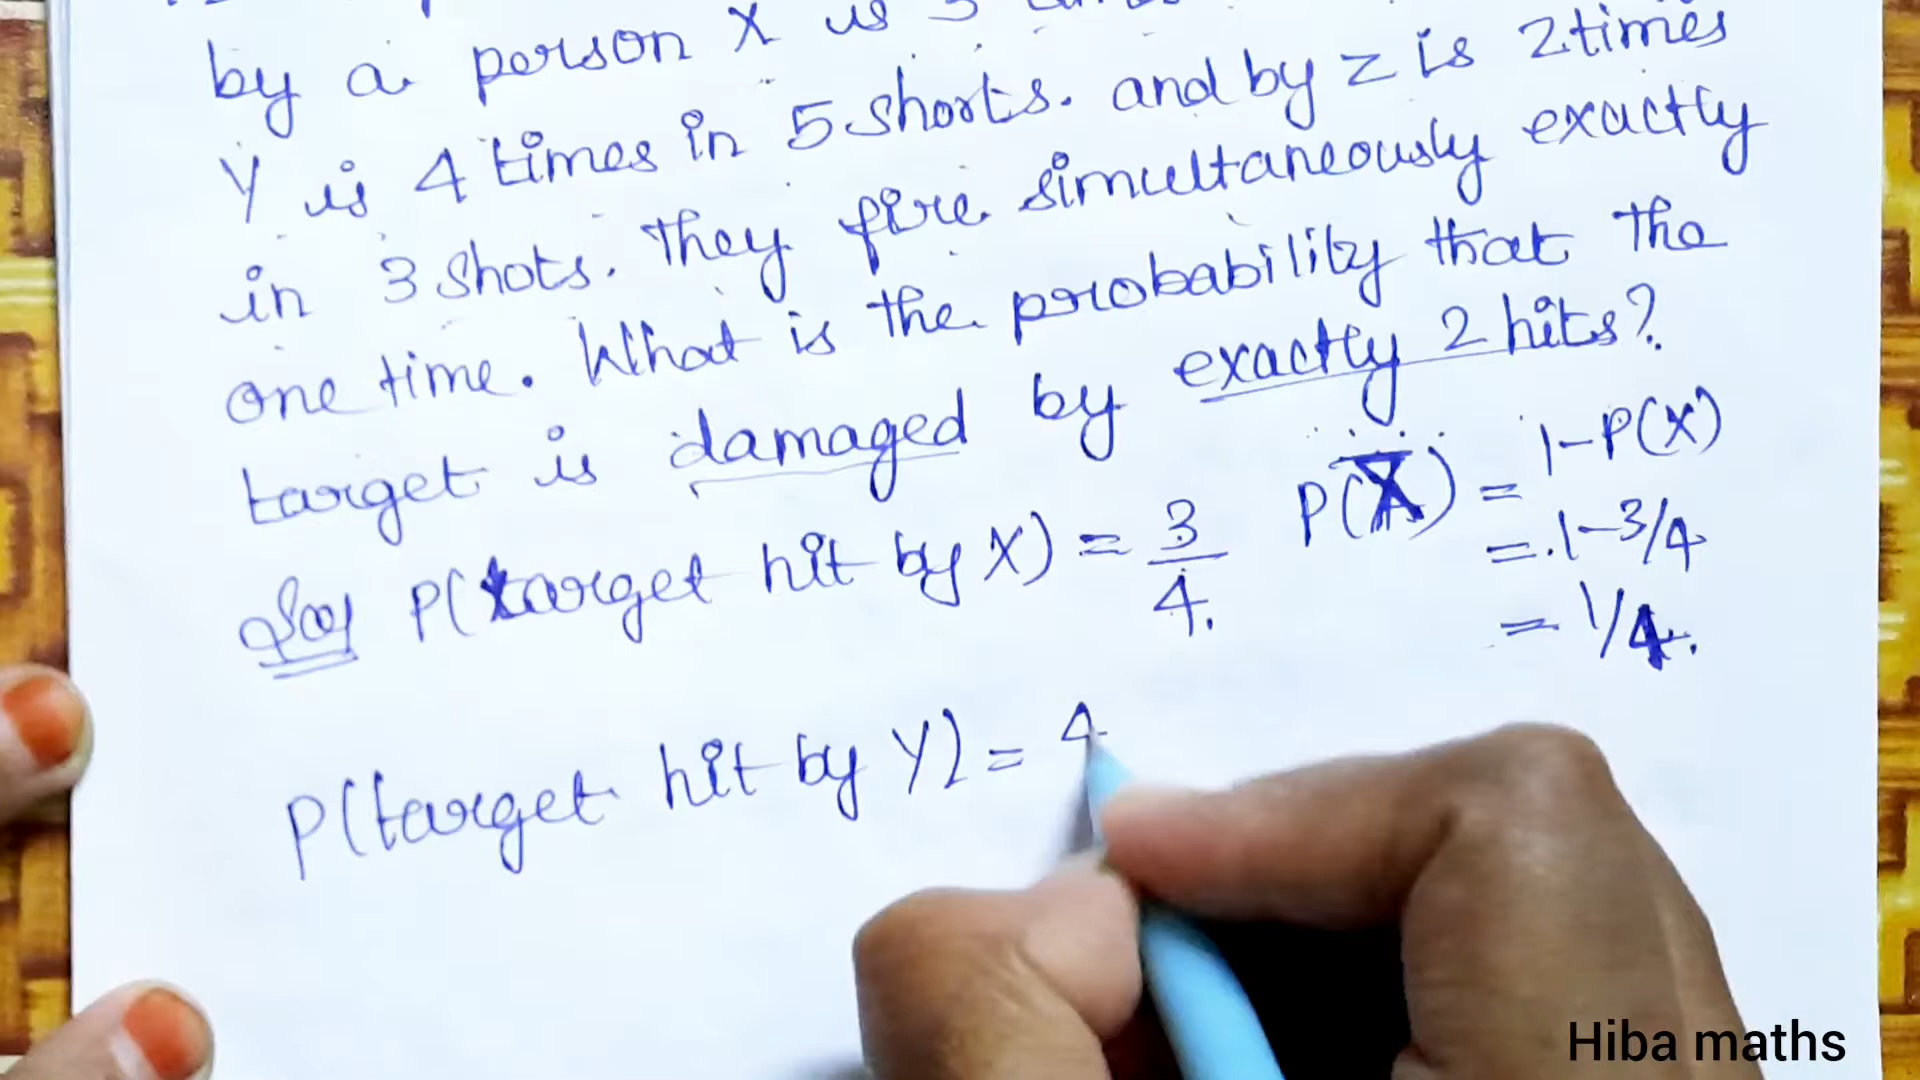 by a person X is 3
Y is 4 times in 5 shorts. and by Z is 2 times
in 3 shots. They fire simultaneously exactly
one time. What is the probability that the
target is damaged by exactly 2 hits?
Sol P(target hit by X) = 3/4. P(X̅) = 1-P(X)
= 1-3/4
= 1/4.
P(target hit by Y) = 4
Hiba maths